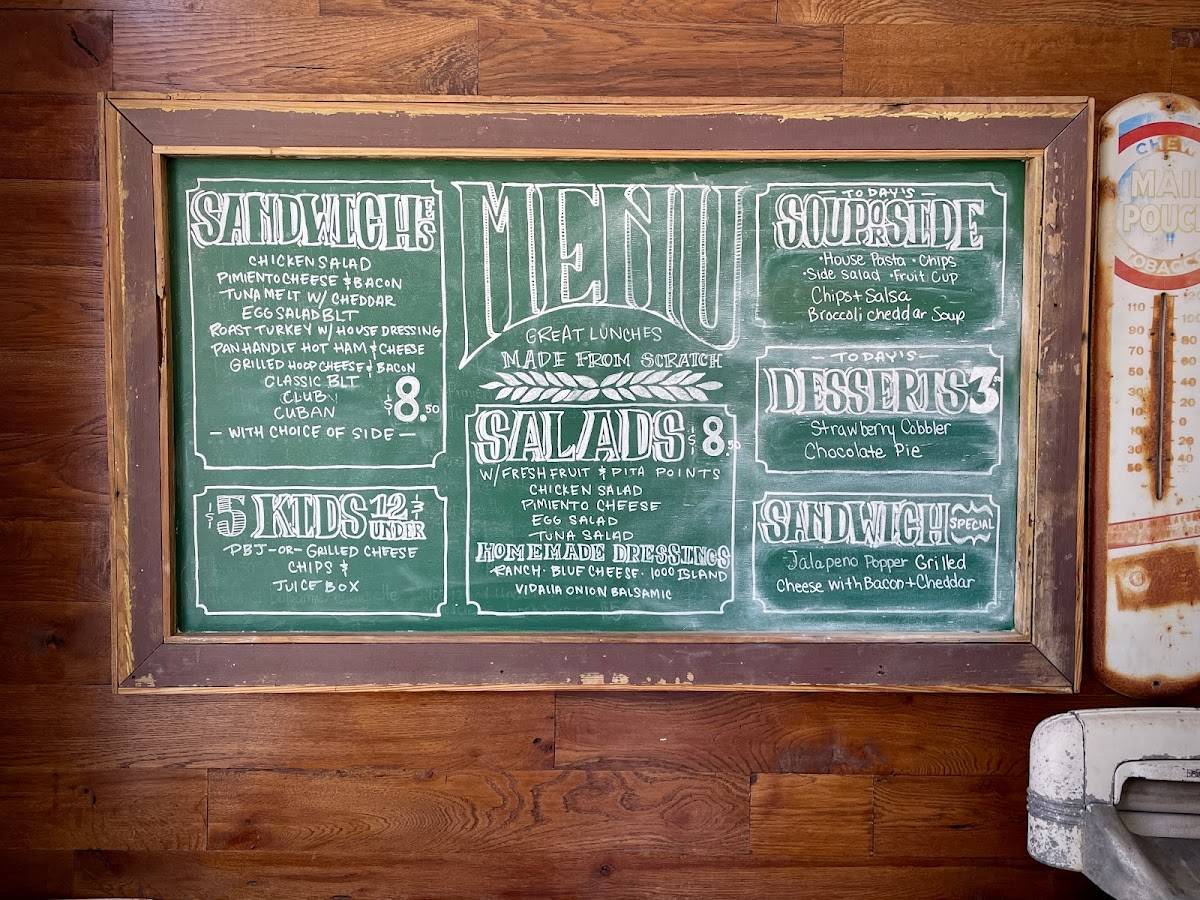 SANDWICHES
CHICKEN SALAD
PIMIENTO CHEESE & BACON
TUNA MELT W/ CHEDDAR
EGG SALAD BLT
ROAST TURKEY W/ HOUSE DRESSING
PANHANDLE HOT HAM & CHEESE
GRILLED HOOP CHEESE & BACON
CLASSIC BLT
CLUB
CUBAN
$8.50
— WITH CHOICE OF SIDE —
$5 KIDS 12 & UNDER
PBJ -OR- GRILLED CHEESE
CHIPS &
JUICE BOX
MENU
GREAT LUNCHES
MADE FROM SCRATCH
SALADS $8.50
W/ FRESH FRUIT & PITA POINTS
CHICKEN SALAD
PIMIENTO CHEESE
EGG SALAD
TUNA SALAD
HOMEMADE DRESSINGS
RANCH · BLUE CHEESE · 1000 ISLAND
VIDALIA ONION BALSAMIC
— TODAY'S —
SOUP OR SIDE
·House Pasta · Chips
·Side salad ·Fruit Cup
Chips + Salsa
Broccoli cheddar Soup
— TODAY'S —
DESSERTS 3
Strawberry Cobbler
Chocolate Pie
SANDWICH SPECIAL
Jalapeno Popper Grilled
Cheese with Bacon + Cheddar
CHEW
MAIL
POUCH
TOBACCO